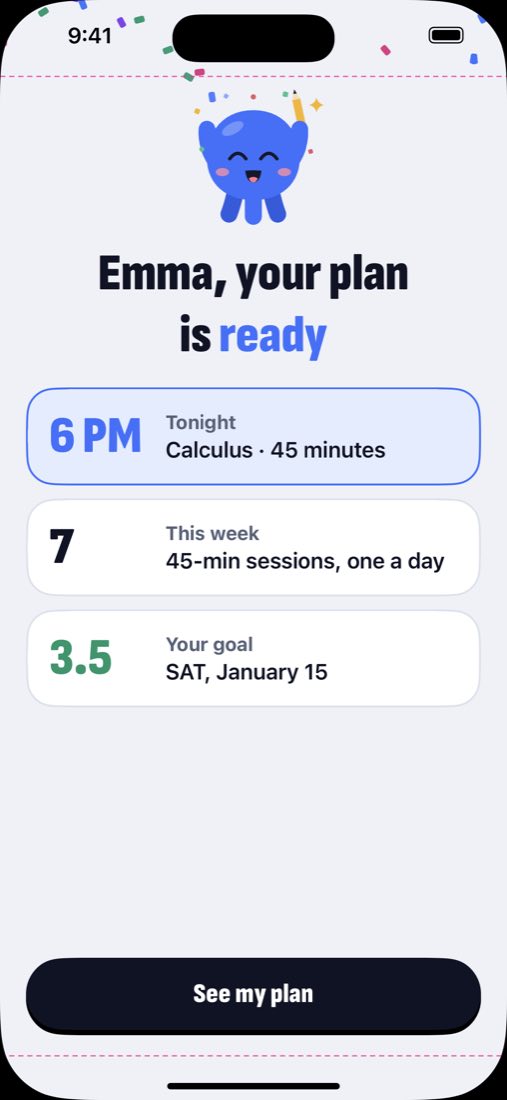 9:41
Emma, your plan
is ready
6 PM
Tonight
Calculus · 45 minutes
7
This week
45-min sessions, one a day
3.5
Your goal
SAT, January 15
See my plan